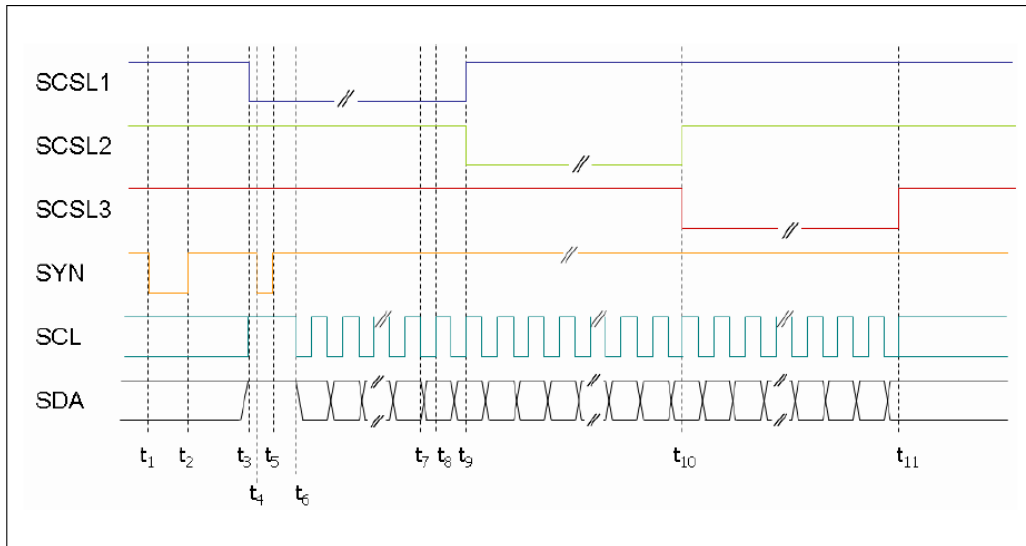 SCSL1
SCSL2
SCSL3
SYN
SCL
SDA
t1 t2 t3 t5 t7 t8 t9 t10 t11
t4 t6